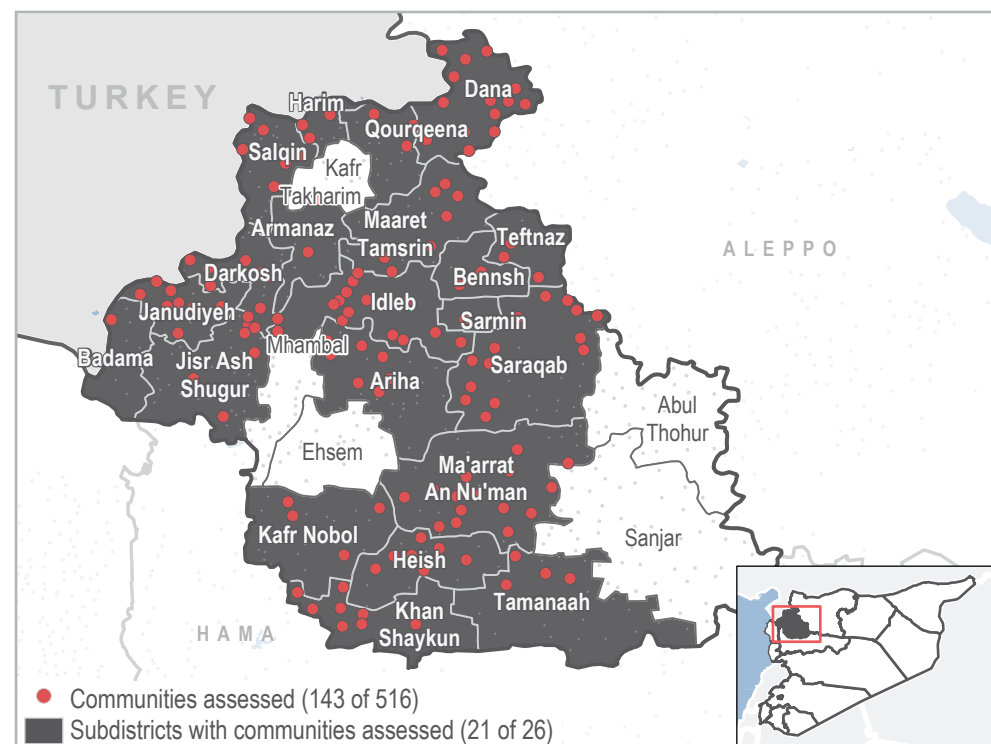 TURKEY
Harim
Dana
Qourqeena
Salqin
Kafr
Takharim
Armanaz
Maaret
Tamsrin
Teftnaz
ALEPPO
Darkosh
Bennsh
Janudiyeh
Idleb
Sarmin
Badama
Mhambal
Jisr Ash
Shugur
Ariha
Saraqab
Abul
Thohur
Ehsem
Ma'arrat
An Nu'man
Kafr Nobol
Sanjar
Heish
Tamanaah
Khan
Shaykun
HAMA
Communities assessed (143 of 516)
Subdistricts with communities assessed (21 of 26)